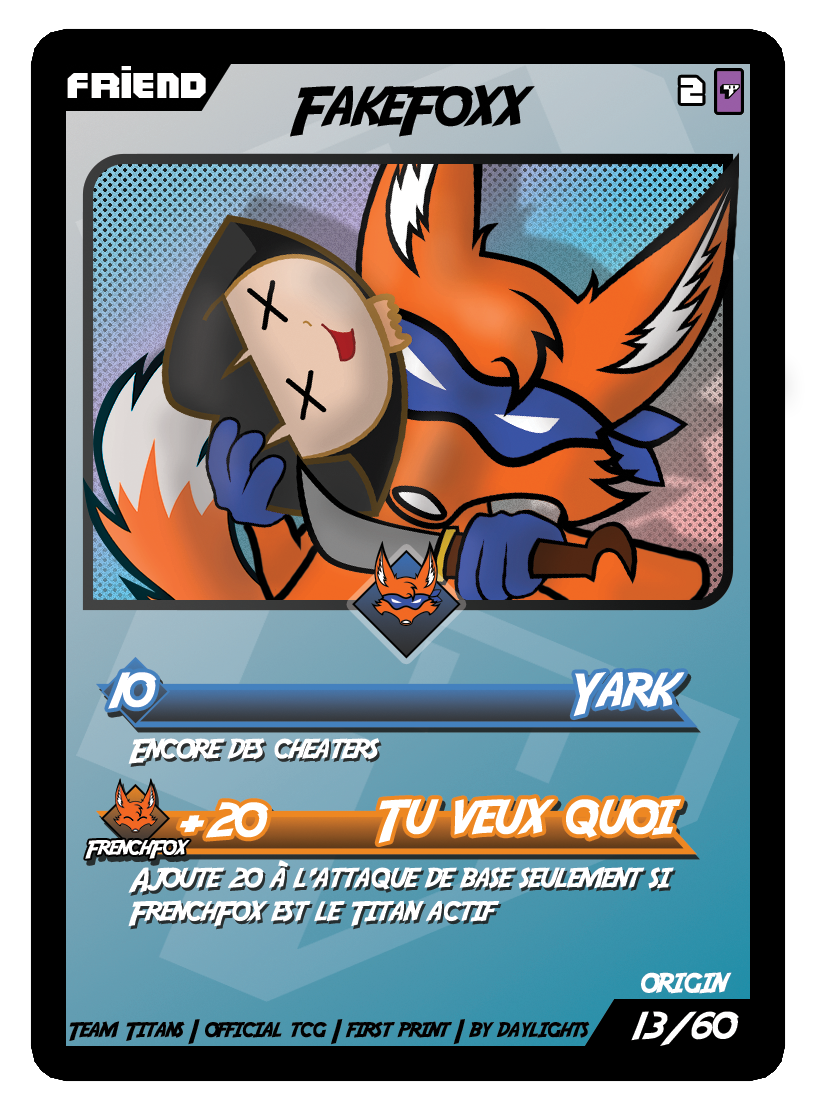 FRIEND
FAKEFOXX
2
10 YARK
ENCORE DES CHEATERS
FRENCHFOX +20 TU VEUX QUOI
AJOUTE 20 À L'ATTAQUE DE BASE SEULEMENT SI
FRENCHFOX EST LE TITAN ACTIF
ORIGIN
TEAM TITANS | OFFICIAL TCG | FIRST PRINT | BY DAYLIGHTS
13/60